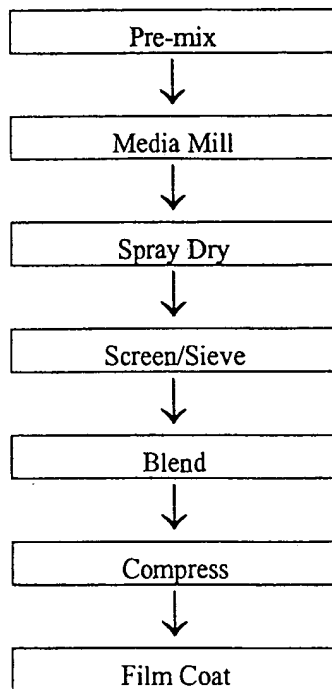 Pre-mix
Media Mill
Spray Dry
Screen/Sieve
Blend
Compress
Film Coat